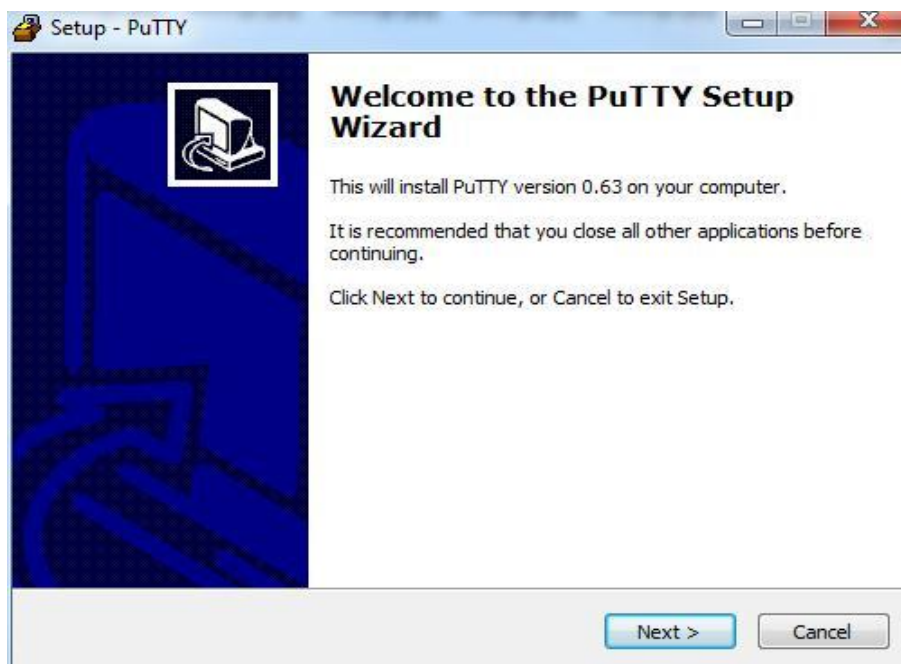 Setup - PuTTY
Welcome to the PuTTY Setup
Wizard
This will install PuTTY version 0.63 on your computer.
It is recommended that you close all other applications before
continuing.
Click Next to continue, or Cancel to exit Setup.
Next >
Cancel